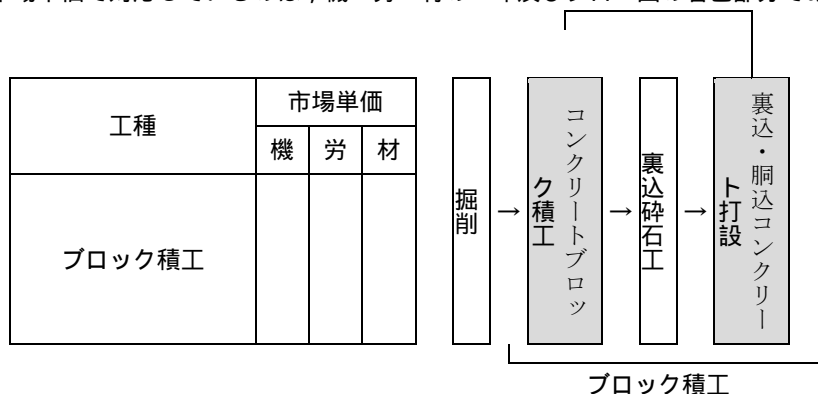 工種
市場単価
機 労 材
ブロック積工
掘削
→
コンクリートブロッ
ク積工
→
裏込砕石工
→
裏込・胴込コンクリー
ト打設
ブロック積工